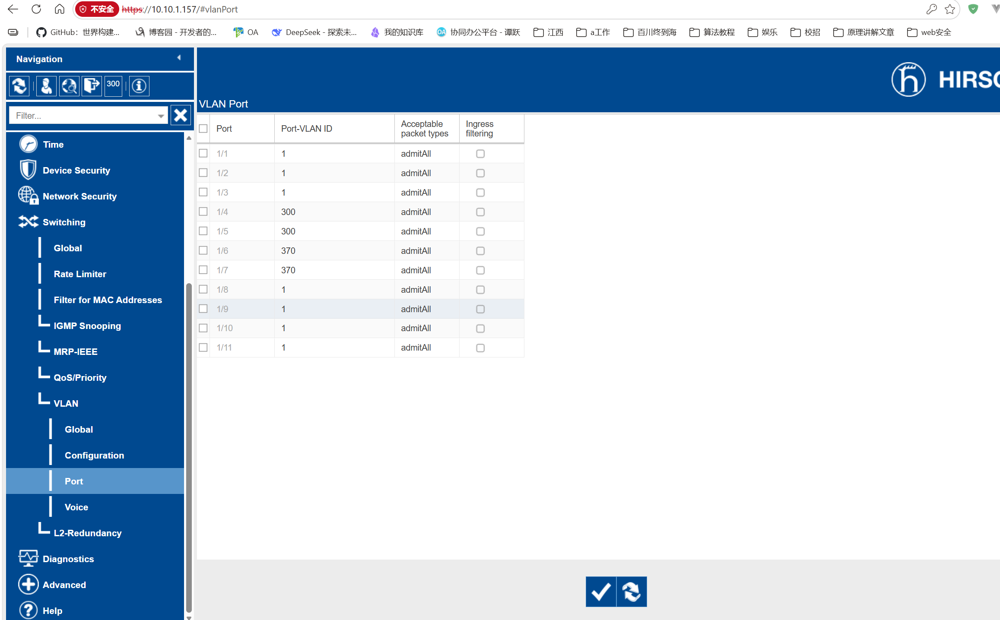 不安全 https://10.10.1.157/#vlanPort
GitHub：世界构建... 博客园 - 开发者的... OA DeepSeek - 探索未... 我的知识库 OA 协同办公平台 - 谭跃 江西 a工作 百川终到海 算法教程 娱乐 校招 原理讲解文章 web安全
Navigation
300
Filter...
Time
Device Security
Network Security
Switching
Global
Rate Limiter
Filter for MAC Addresses
IGMP Snooping
MRP-IEEE
QoS/Priority
VLAN
Global
Configuration
Port
Voice
L2-Redundancy
Diagnostics
Advanced
Help
HIRSC
VLAN Port
Port Port-VLAN ID Acceptable packet types Ingress filtering
1/1 1 admitAll
1/2 1 admitAll
1/3 1 admitAll
1/4 300 admitAll
1/5 300 admitAll
1/6 370 admitAll
1/7 370 admitAll
1/8 1 admitAll
1/9 1 admitAll
1/10 1 admitAll
1/11 1 admitAll